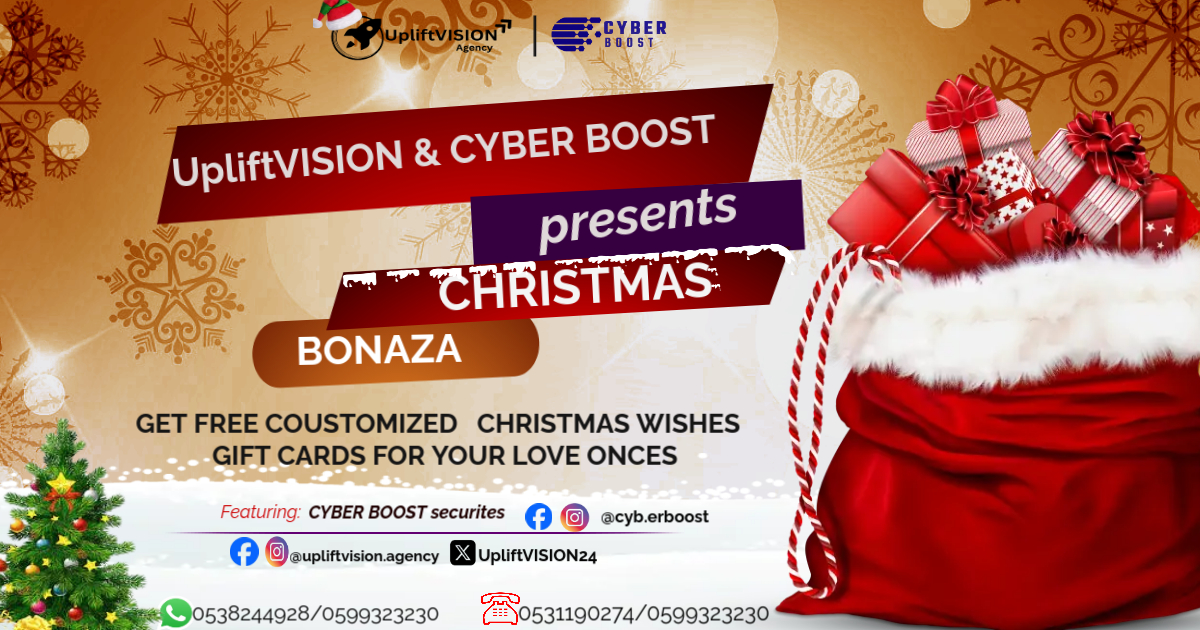 UpliftVISION
Agency
CYBER
BOOST
UpliftVISION & CYBER BOOST
presents
CHRISTMAS
BONAZA
GET FREE COUSTOMIZED CHRISTMAS WISHES
GIFT CARDS FOR YOUR LOVE ONCES
Featuring: CYBER BOOST securites @cyb.erboost
@upliftvision.agency UpliftVISION24
0538244928/0599323230 0531190274/0599323230